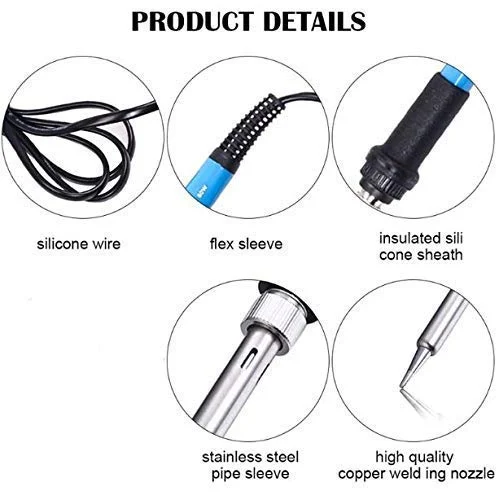 PRODUCT DETAILS
60W
silicone wire
flex sleeve
insulated sili
cone sheath
stainless steel
pipe sleeve
high quality
copper weld ing nozzle